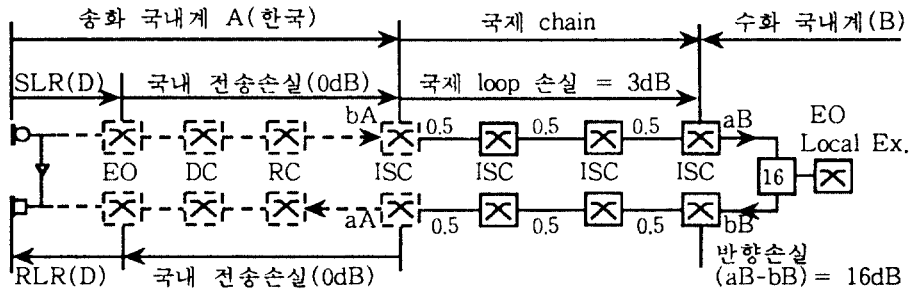 송화 국내계 A(한국) 국제 chain 수화 국내계(B)
SLR(D) 국내 전송손실(0dB) 국제 loop 손실 = 3dB
bA 0.5 0.5 0.5 aB EO
Local Ex.
EO DC RC ISC ISC ISC ISC 16
aA 0.5 0.5 0.5 bB
RLR(D) 국내 전송손실(0dB) 반향손실
(aB-bB) = 16dB